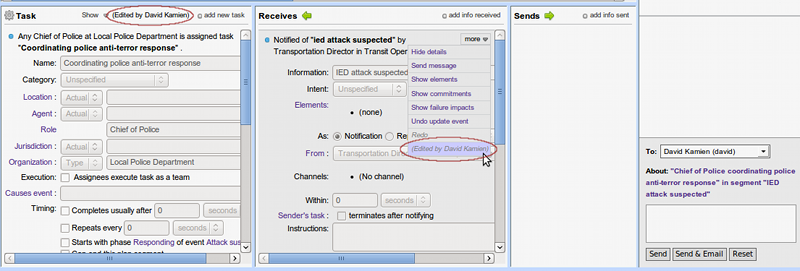 Task Show (Edited by David Kamien) add new task
Any Chief of Police at Local Police Department is assigned task
"Coordinating police anti-terror response" .
Name: Coordinating police anti-terror response
Category: Unspecified
Location : Actual
Agent : Actual
Role Chief of Police
Jurisdiction : Actual
Organization : Type Local Police Department
Execution: Assignees execute task as a team
Causes event :
Timing: Completes usually after 0 seconds
Repeats every 0 seconds
Starts with phase Responding of event Attack sus
Receives add info received
Notified of "ied attack suspected" by more
Transportation Director in Transit Oper
Information: IED attack suspected
Intent: Unspecified
Elements:
(none)
As: Notification Re
From : Transportation Dire
Channels: (No channel)
Within: 0 seconds
Sender's task : terminates after notifying
Instructions:
Hide details
Send message
Show elements
Show commitments
Show failure impacts
Undo update event
Redo
(Edited by David Kamien)
Sends add info sent
To: David Kamien (david)
About: "Chief of Police coordinating police
anti-terror response" in segment "IED
attack suspected"
Send Send & Email Reset